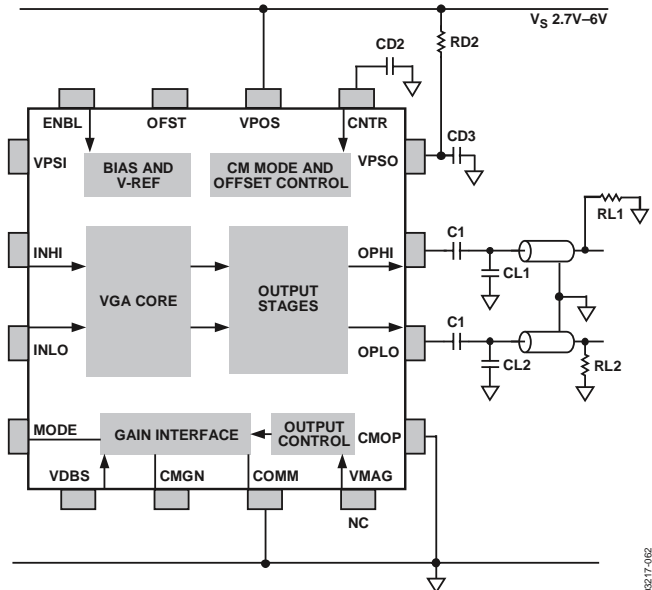 VS 2.7V–6V
CD2
RD2
ENBL
OFST
VPOS
CNTR
VPSI
BIAS AND
V-REF
CM MODE AND
OFFSET CONTROL
VPSO
CD3
RL1
INHI
OPHI
C1
CL1
VGA CORE
OUTPUT
STAGES
INLO
OPLO
C1
CL2
RL2
MODE
GAIN INTERFACE
OUTPUT
CONTROL
CMOP
VDBS
CMGN
COMM
VMAG
NC
03217-062